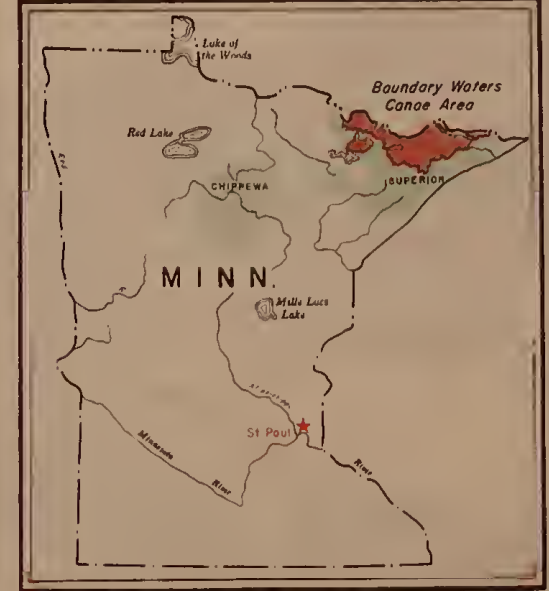 Lake of
the Woods
Boundary Waters
Canoe Area
Red Lake
CHIPPEWA
SUPERIOR
MINN.
Mille Lacs
Lake
St Paul
Minnesota
River
River